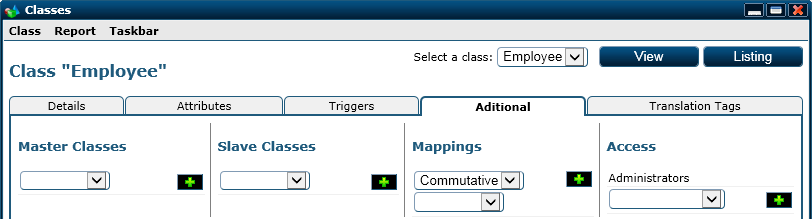 Classes
Class Report Taskbar
Select a class: Employee View Listing
Class "Employee"
Details Attributes Triggers Aditional Translation Tags
Master Classes Slave Classes Mappings Access
Commutative Administrators